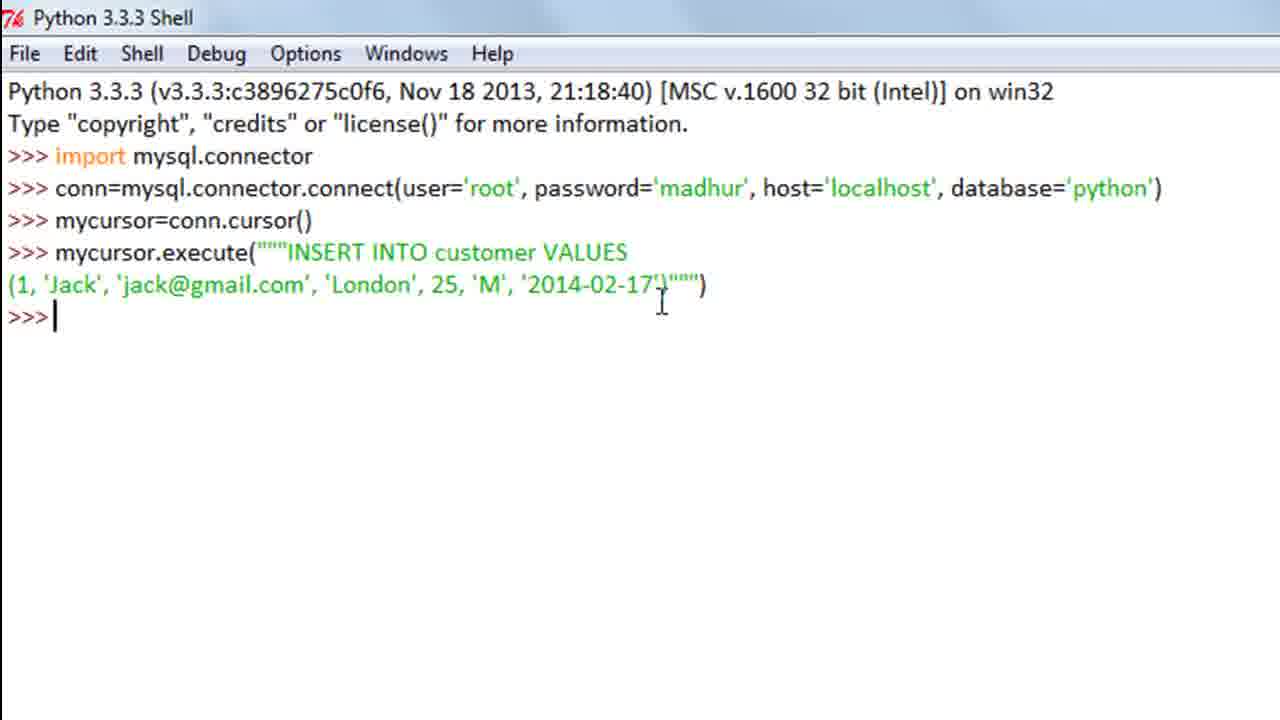 Python 3.3.3 Shell
File Edit Shell Debug Options Windows Help
Python 3.3.3 (v3.3.3:c3896275c0f6, Nov 18 2013, 21:18:40) [MSC v.1600 32 bit (Intel)] on win32
Type "copyright", "credits" or "license()" for more information.
>>> import mysql.connector
>>> conn=mysql.connector.connect(user='root', password='madhur', host='localhost', database='python')
>>> mycursor=conn.cursor()
>>> mycursor.execute("""INSERT INTO customer VALUES
(1, 'Jack', 'jack@gmail.com', 'London', 25, 'M', '2014-02-17')""")
>>>